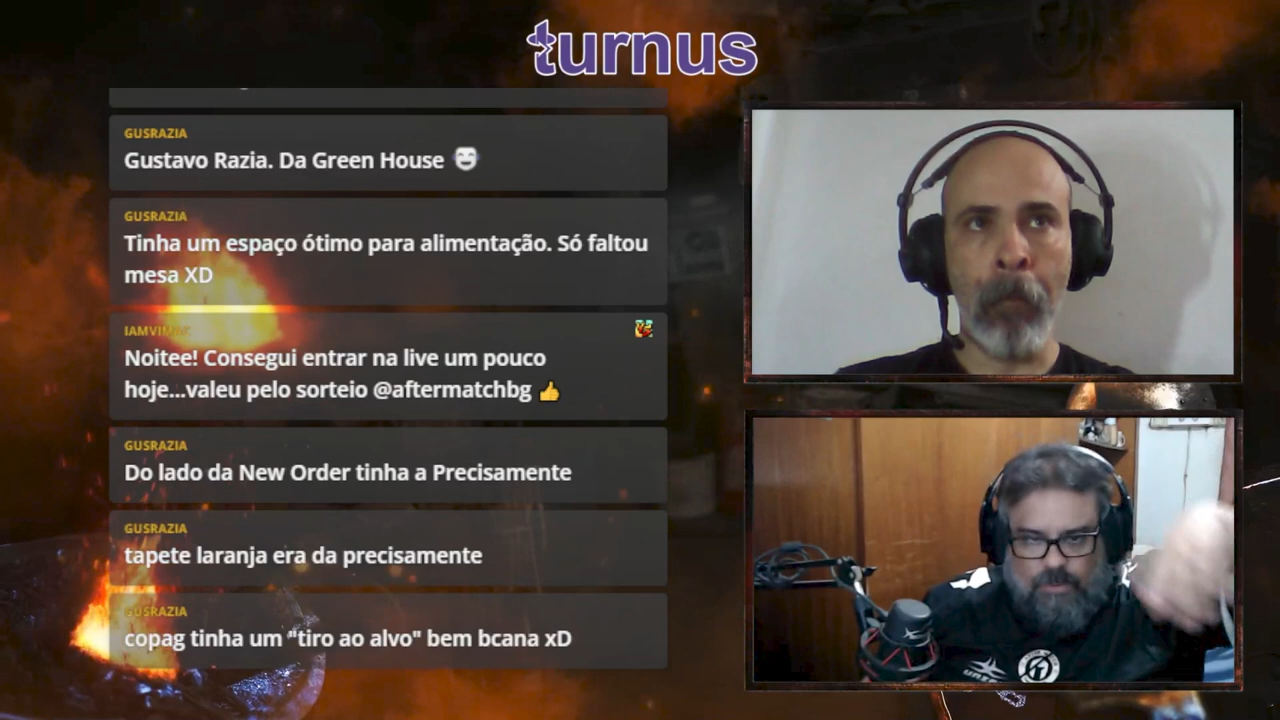 turnus
GUSRAZIA
Gustavo Razia. Da Green House
GUSRAZIA
Tinha um espaço ótimo para alimentação. Só faltou
mesa XD
Noitee! Consegui entrar na live um pouco
hoje...valeu pelo sorteio @aftermatchbg
GUSRAZIA
Do lado da New Order tinha a Precisamente
GUSRAZIA
tapete laranja era da precisamente
GUSRAZIA
copag tinha um "tiro ao alvo" bem bcana xD